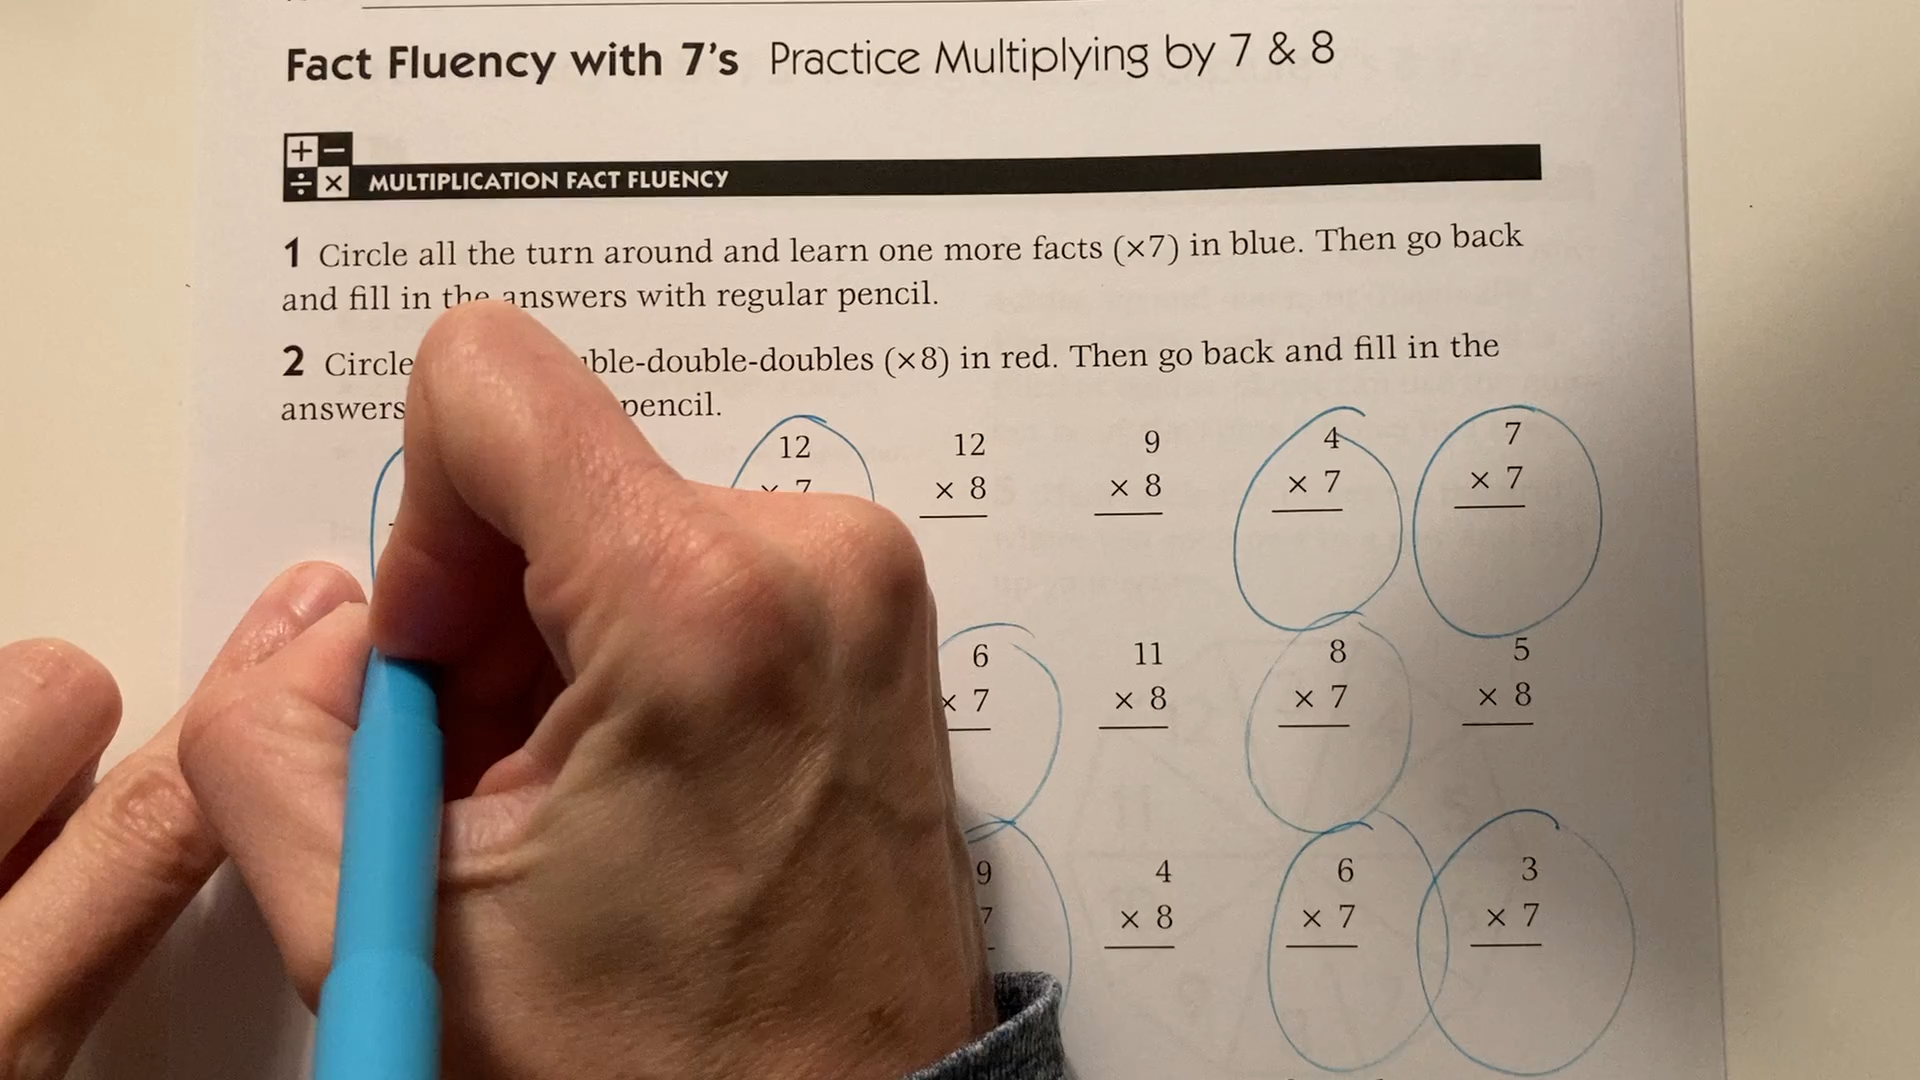 Fact Fluency with 7's Practice Multiplying by 7 & 8
+ −
÷ × MULTIPLICATION FACT FLUENCY
1 Circle all the turn around and learn one more facts (×7) in blue. Then go back
and fill in the answers with regular pencil.
2 Circle ble-double-doubles (×8) in red. Then go back and fill in the
answers pencil.
12 12 9 4 7
× 7 × 8 × 8 × 7 × 7
6 11 8 5
× 7 × 8 × 7 × 8
9 4 6 3
7 × 8 × 7 × 7